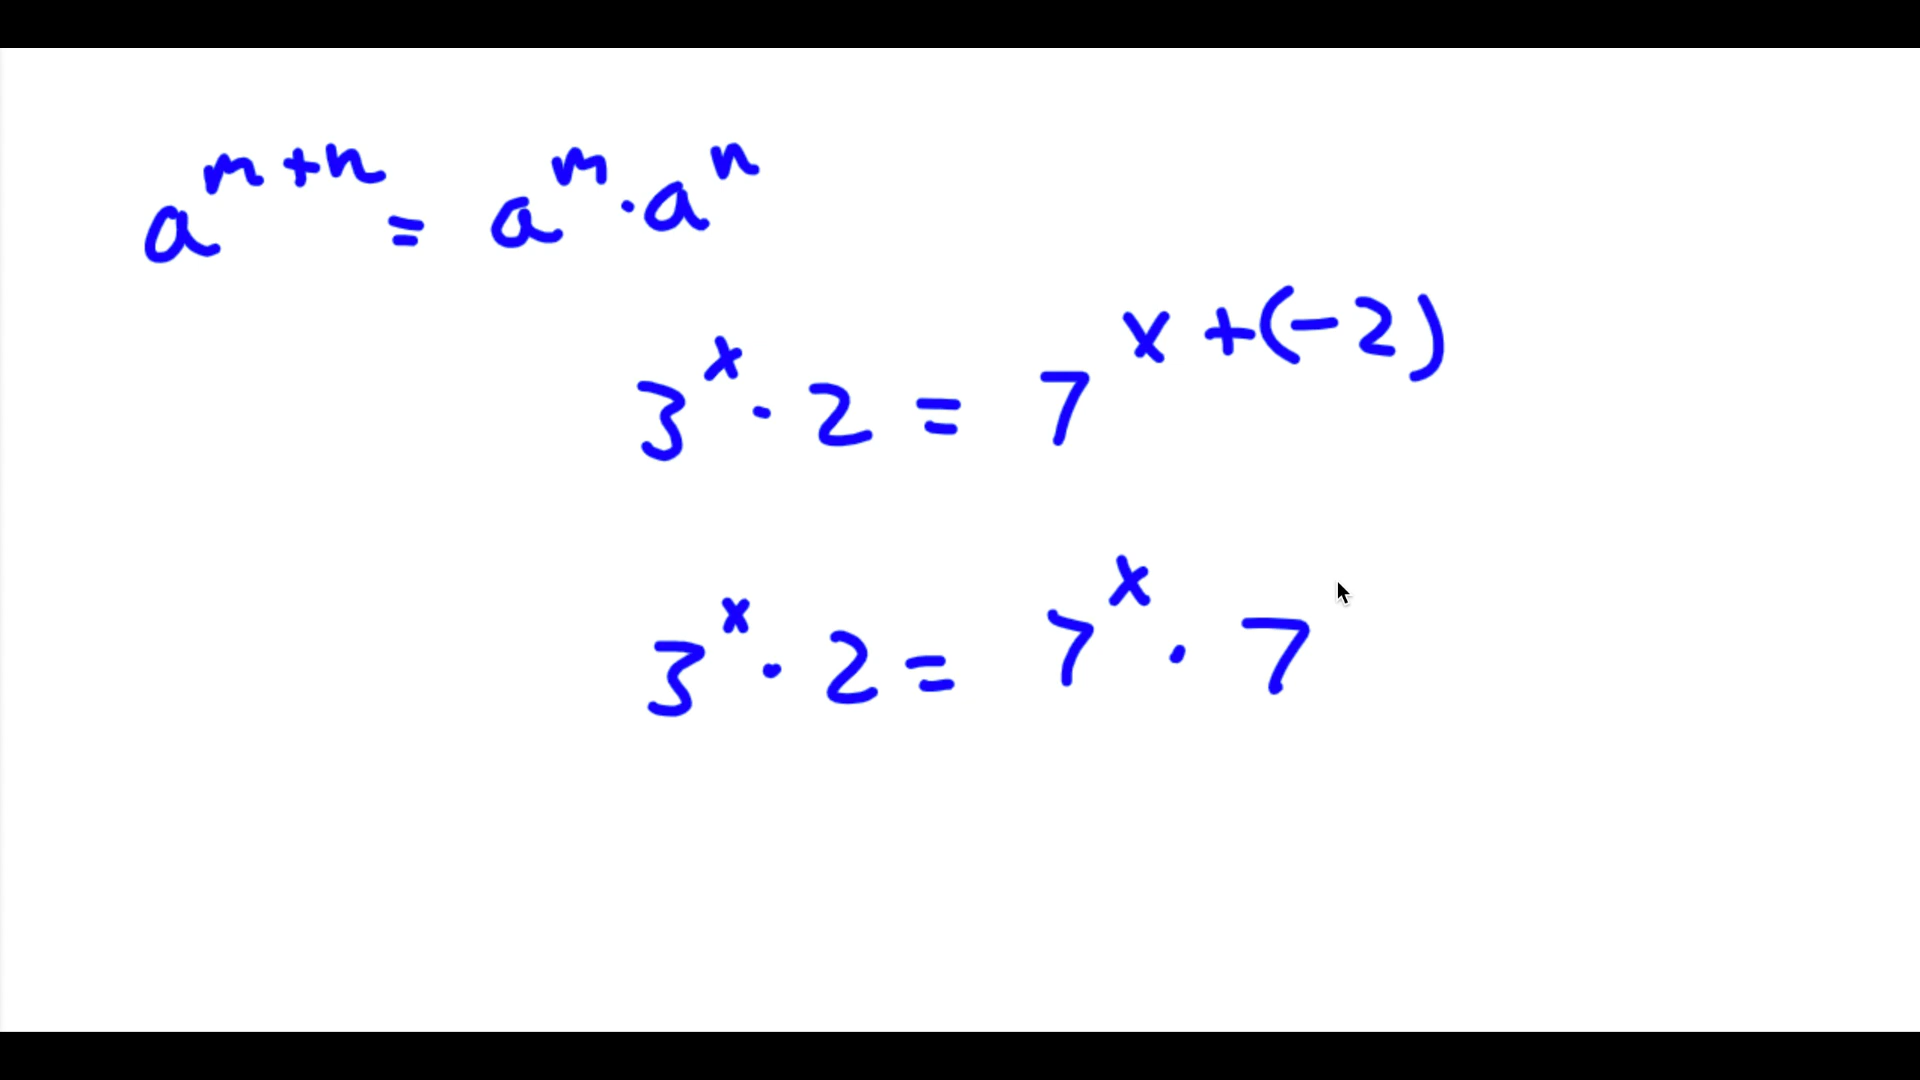 a^{m+n} = a^m · a^n
3^x · 2 = 7^{x+(-2)}
3^x · 2 = 7^x · 7